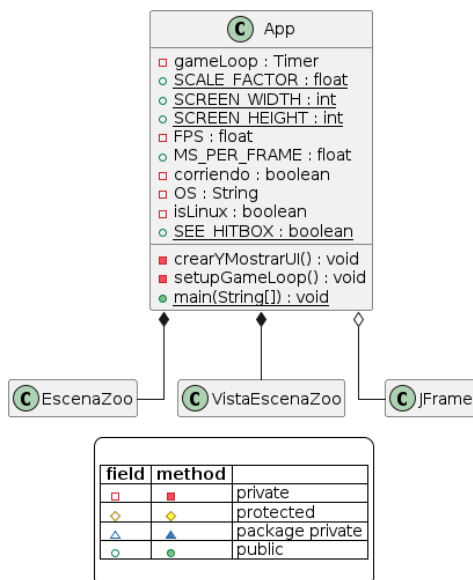 C App
gameLoop : Timer
SCALE_FACTOR : float
SCREEN_WIDTH : int
SCREEN_HEIGHT : int
FPS : float
MS_PER_FRAME : float
corriendo : boolean
OS : String
isLinux : boolean
SEE_HITBOX : boolean
crearYMostrarUI() : void
setupGameLoop() : void
main(String[]) : void
C EscenaZoo C VistaEscenaZoo C JFrame
field method
private
protected
package private
public